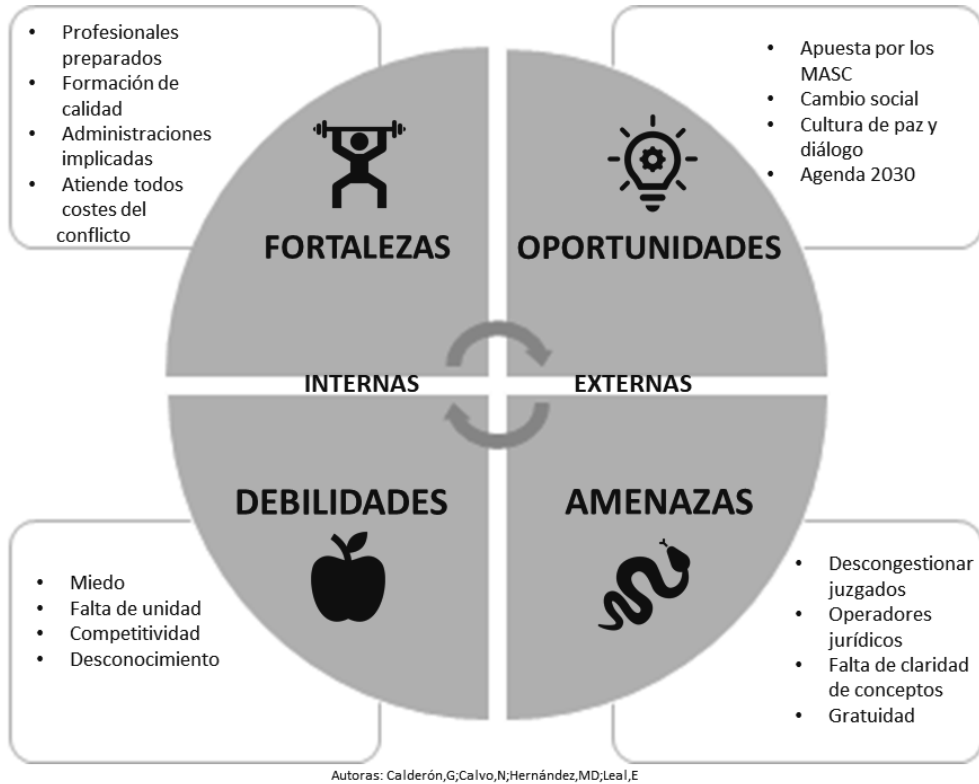 • Profesionales
preparados
• Formación de
calidad
• Administraciones
implicadas
• Atiende todos
costes del
conflicto
• Apuesta por los
MASC
• Cambio social
• Cultura de paz y
diálogo
• Agenda 2030
FORTALEZAS
OPORTUNIDADES
INTERNAS
EXTERNAS
DEBILIDADES
AMENAZAS
• Miedo
• Falta de unidad
• Competitividad
• Desconocimiento
• Descongestionar
juzgados
• Operadores
jurídicos
• Falta de claridad
de conceptos
• Gratuidad
Autoras: Calderón,G;Calvo,N;Hernández,MD;Leal,E